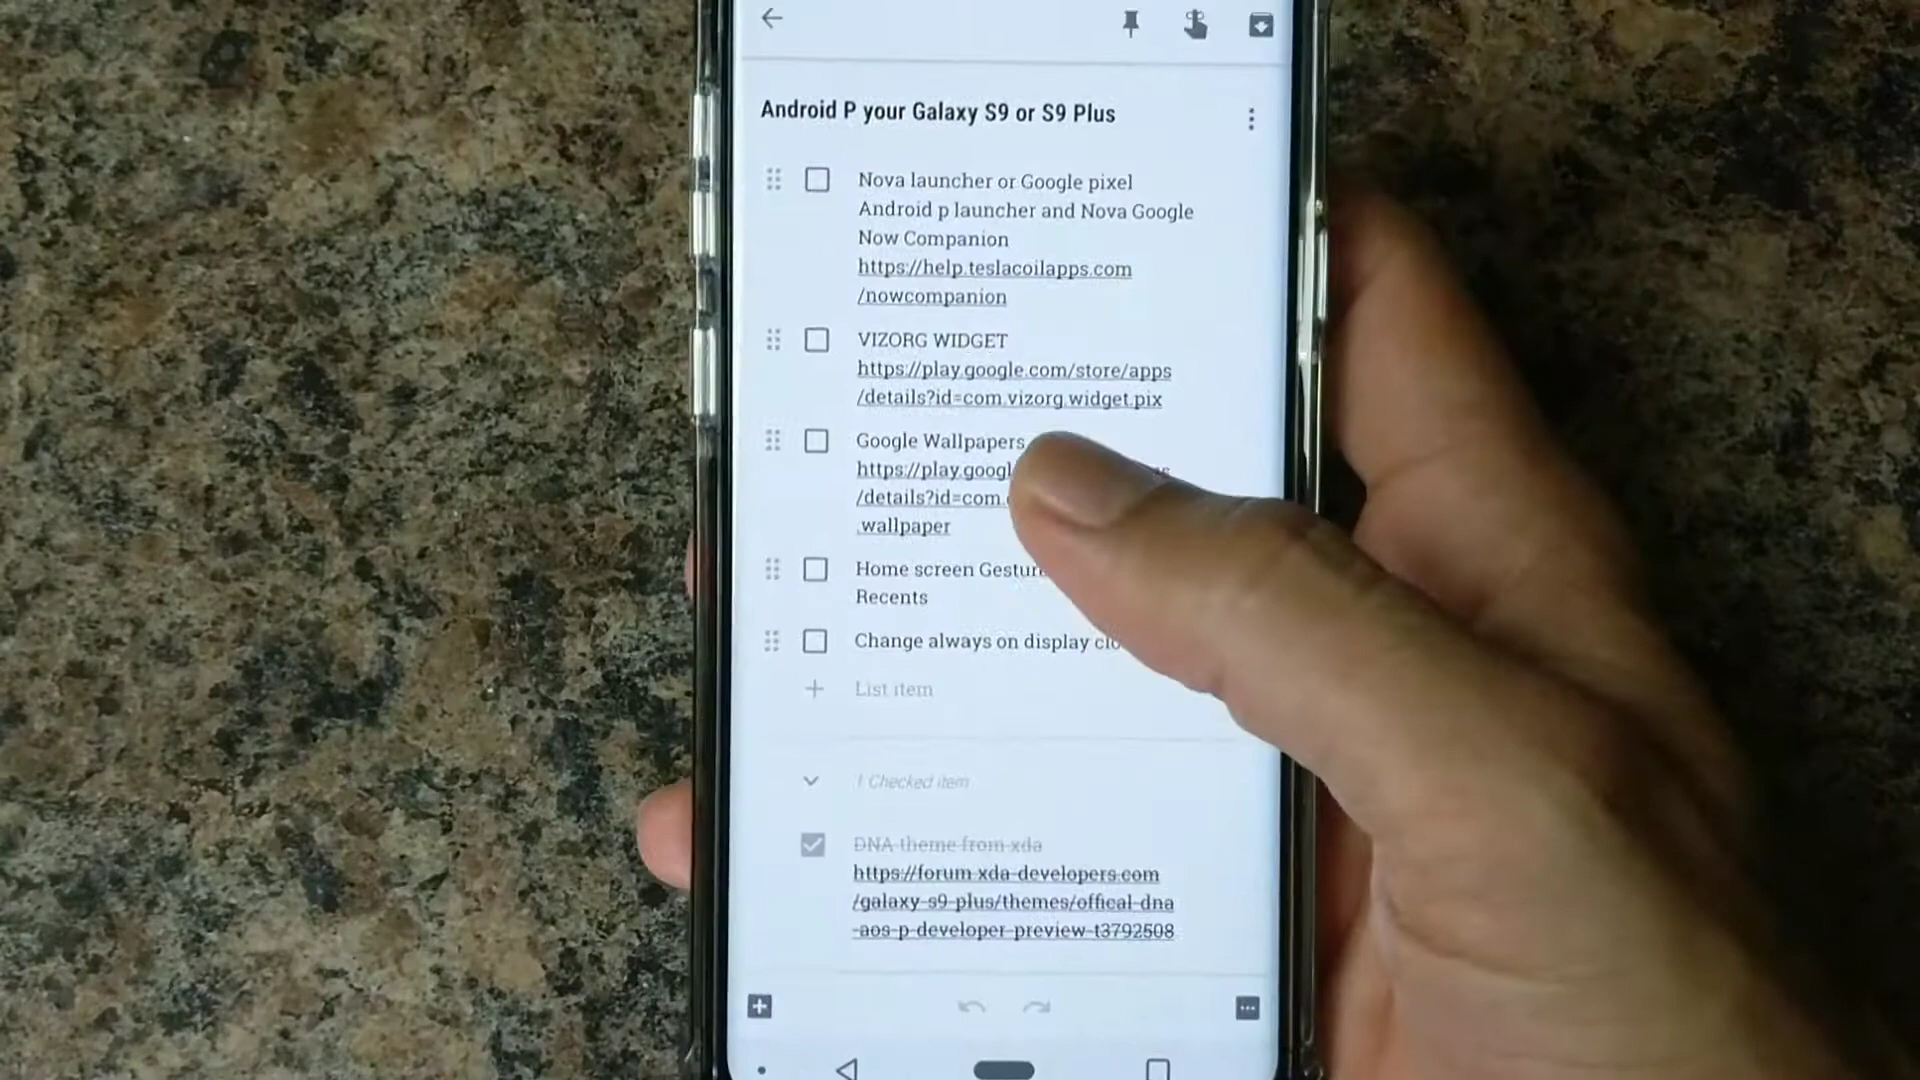 Android P your Galaxy S9 or S9 Plus
Nova launcher or Google pixel
Android p launcher and Nova Google
Now Companion
https://help.teslacoilapps.com
/nowcompanion
VIZORG WIDGET
https://play.google.com/store/apps
/details?id=com.vizorg.widget.pix
Google Wallpapers
https://play.googl
/details?id=com.
.wallpaper
Home screen
Recents
Change always on display
List item
1 Checked item
DNA theme from xda
https://forum.xda-developers.com
/galaxy-s9-plus/themes/offical-dna
-aos-p-developer-preview-t3792508